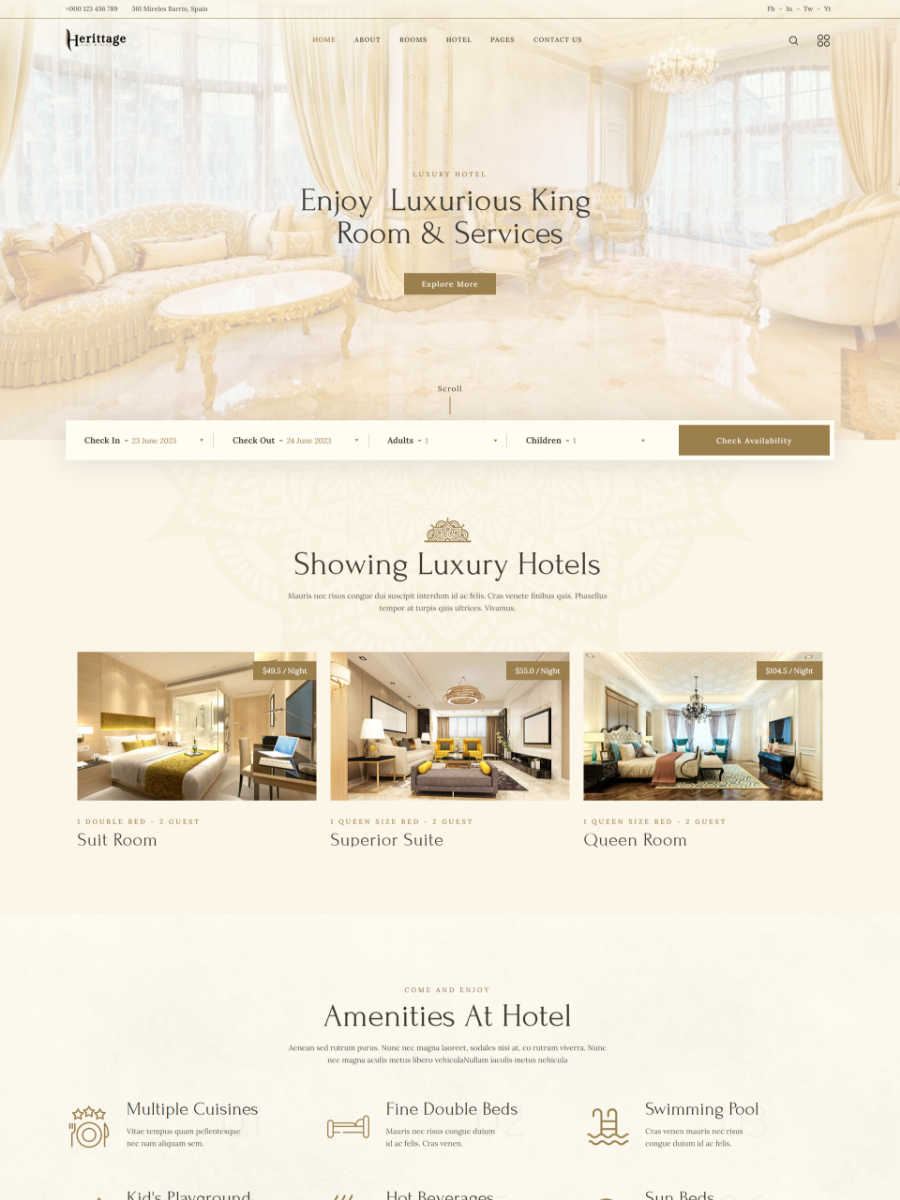 +000 123 456 789 361 Mireles Barrio, Spain Fb - In - Tw - Yt
Herittage HOME ABOUT ROOMS HOTEL PAGES CONTACT US
LUXURY HOTEL
Enjoy Luxurious King
Room & Services
Esplore More
Scroll
Check In - 23 June 2023 Check Out - 24 June 2023 Adults - 1 Children - 1 Check Availability
Showing Luxury Hotels
Mauris nec risus congue dui suscipit interdum id ac felis. Cras venete finibus quis. Phasellus
tempor at turpis quis ultrices. Vivamus.
$49.5 / Night $55.0 / Night $104.5 / Night
1 DOUBLE BED - 2 GUEST 1 QUEEN SIZE BED - 2 GUEST 1 QUEEN SIZE BED - 2 GUEST
Suit Room Superior Suite Queen Room
COME AND ENJOY
Amenities At Hotel
Aenean sed rutrum purus. Nunc nec magna laoreet, sodales nisi at, co rutrum viverra. Nunc
nec magna aculis metus libero vehiculaNullam iaculis metus nehicula
Multiple Cuisines Fine Double Beds Swimming Pool
Vitae tempus quam pellentesque Mauris nec risus congue duium Cras venen mauris nec risus
nec nam aliquam sem. id ac felis. Cras venen. congue duium id ac felis.
Kid's Playground Hot Beverages Sun Beds